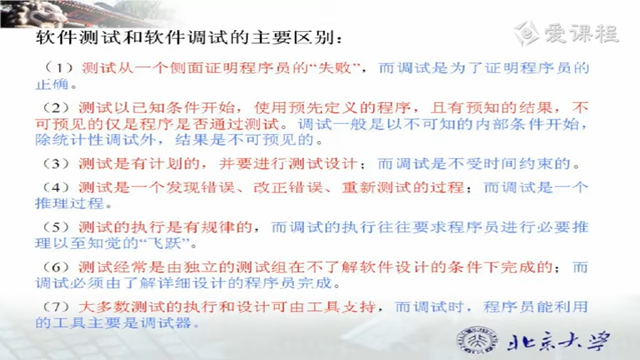 爱课程
软件测试和软件调试的主要区别：
（1）测试从一个侧面证明程序员的“失败”，而调试是为了证明程序员的
正确。
（2）测试以已知条件开始，使用预先定义的程序，且有预知的结果，不
可预见的仅是程序是否通过测试。调试一般是以不可知的内部条件开始，
除统计性调试外，结果是不可预见的。
（3）测试是有计划的，并要进行测试设计；而调试是不受时间约束的。
（4）测试是一个发现错误、改正错误、重新测试的过程；而调试是一个
推理过程。
（5）测试的执行是有规律的，而调试的执行往往要求程序员进行必要推
理以至知觉的“飞跃”。
（6）测试经常是由独立的测试组在不了解软件设计的条件下完成的；而
调试必须由了解详细设计的程序员完成。
（7）大多数测试的执行和设计可由工具支持，而调试时，程序员能利用
的工具主要是调试器。
北京大学